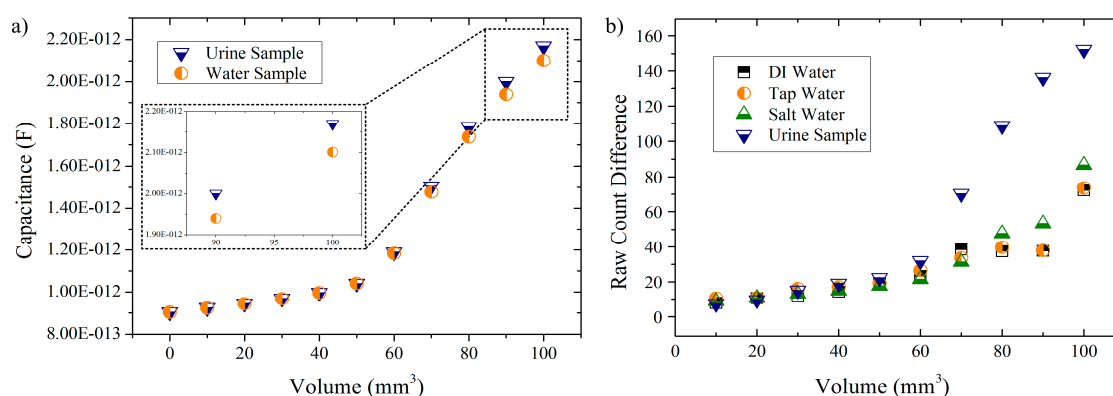 a)
2.20E-012
2.00E-012
1.80E-012
1.60E-012
1.40E-012
1.20E-012
1.00E-012
8.00E-013
Capacitance (F)
Urine Sample
Water Sample
2.20E-012
2.10E-012
2.00E-012
1.90E-012
90 95 100
0 20 40 60 80 100
Volume (mm³)
b)
160
140
120
100
80
60
40
20
0
Raw Count Difference
DI Water
Tap Water
Salt Water
Urine Sample
0 20 40 60 80 100
Volume (mm³)